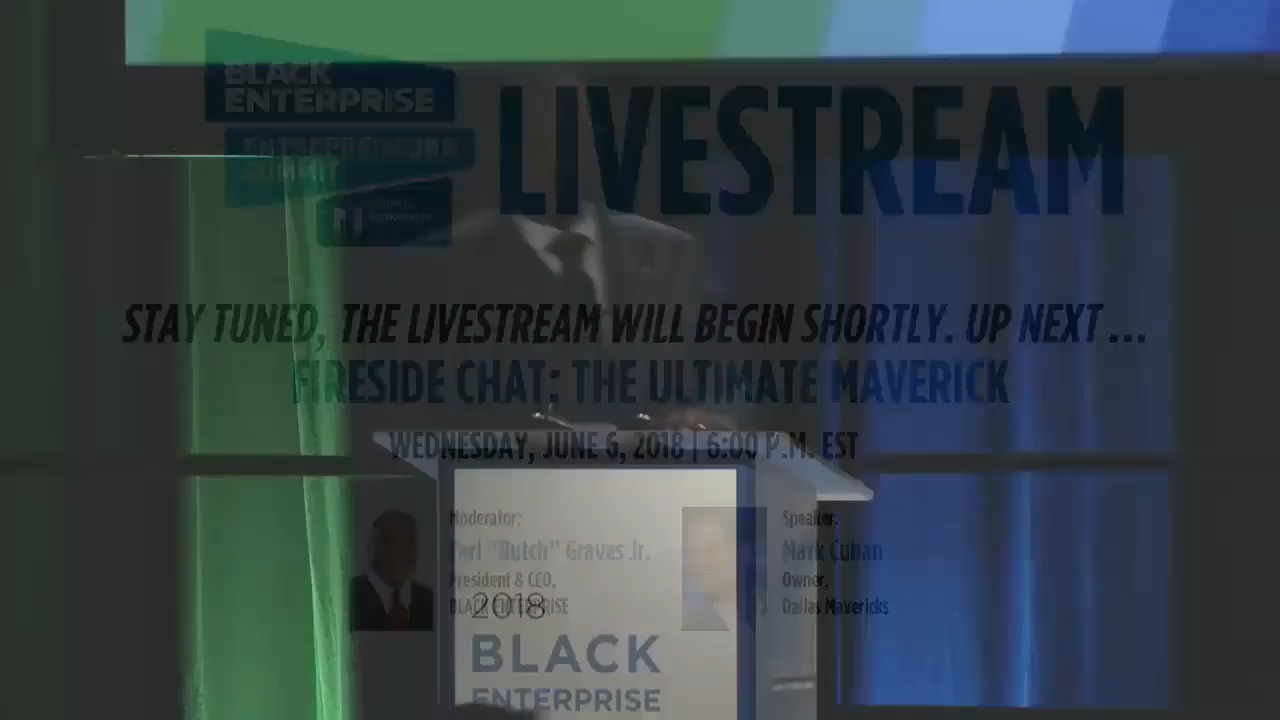 BLACK
ENTERPRISE
ENTREPRENEURS
SUMMIT
LIVESTREAM
STAY TUNED, THE LIVESTREAM WILL BEGIN SHORTLY. UP NEXT ...
FIRESIDE CHAT: THE ULTIMATE MAVERICK
WEDNESDAY, JUNE 6, 2018 | 6:00 P.M. EST
Moderator:
Earl "Butch" Graves Jr.
President & CEO,
BLACK ENTERPRISE
Speaker:
Mark Cuban
Owner,
Dallas Mavericks
2018
BLACK
ENTERPRISE